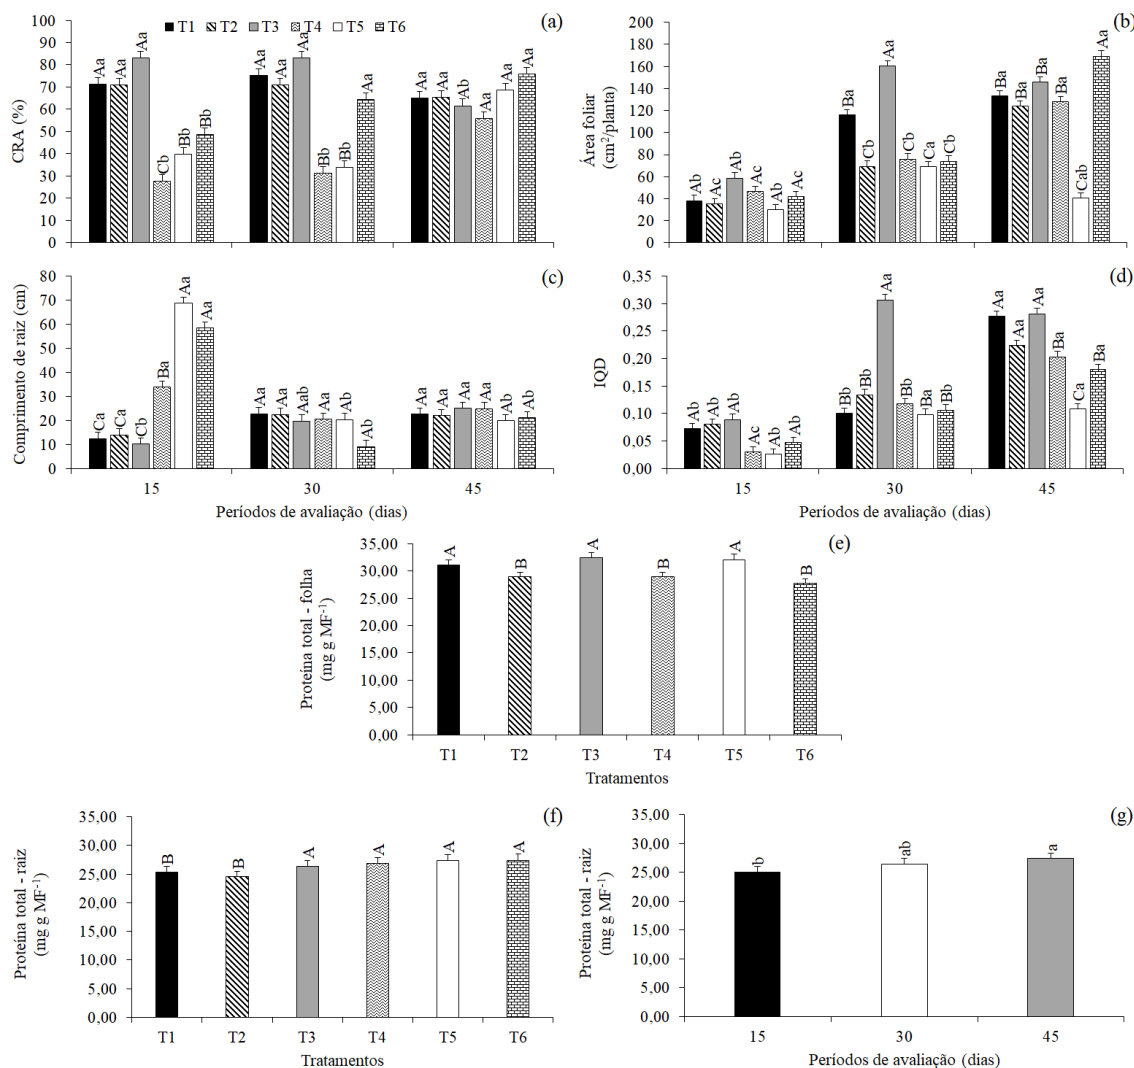 (a)
T1 T2 T3 T4 T5 T6
CRA (%)
100
90
80
70
60
50
40
30
20
10
0
Aa Aa Aa Cb Bb Bb
Aa Aa Aa Bb Bb Aa
Aa Aa Ab Aa Aa Aa
(b)
Área foliar
(cm²/planta)
200
180
160
140
120
100
80
60
40
20
0
Ab Ac Ab Ac Ab Ac
Ba Cb Aa Cb Ca Cb
Ba Ba Ba Ba Cab Aa
(c)
Comprimento de raiz (cm)
80
70
60
50
40
30
20
10
0
Ca Ca Cb Ba Aa Aa
Aa Aa Aab Aa Ab Ab
Aa Aa Aa Aa Ab Ab
15 30 45
Períodos de avaliação (dias)
(d)
IQD
0,35
0,30
0,25
0,20
0,15
0,10
0,05
0,00
Ab Ab Ab Ac Ab Ab
Bb Bb Aa Bb Ba Bb
Aa Aa Aa Ba Ca Ba
15 30 45
Períodos de avaliação (dias)
(e)
Proteína total - folha
(mg g MF⁻¹)
35,00
30,00
25,00
20,00
15,00
10,00
5,00
0,00
A B A B A B
T1 T2 T3 T4 T5 T6
Tratamentos
(f)
Proteína total - raiz
(mg g MF⁻¹)
35,00
30,00
25,00
20,00
15,00
10,00
5,00
0,00
B B A A A A
T1 T2 T3 T4 T5 T6
Tratamentos
(g)
Proteína total - raiz
(mg g MF⁻¹)
35,00
30,00
25,00
20,00
15,00
10,00
5,00
0,00
b ab a
15 30 45
Períodos de avaliação (dias)